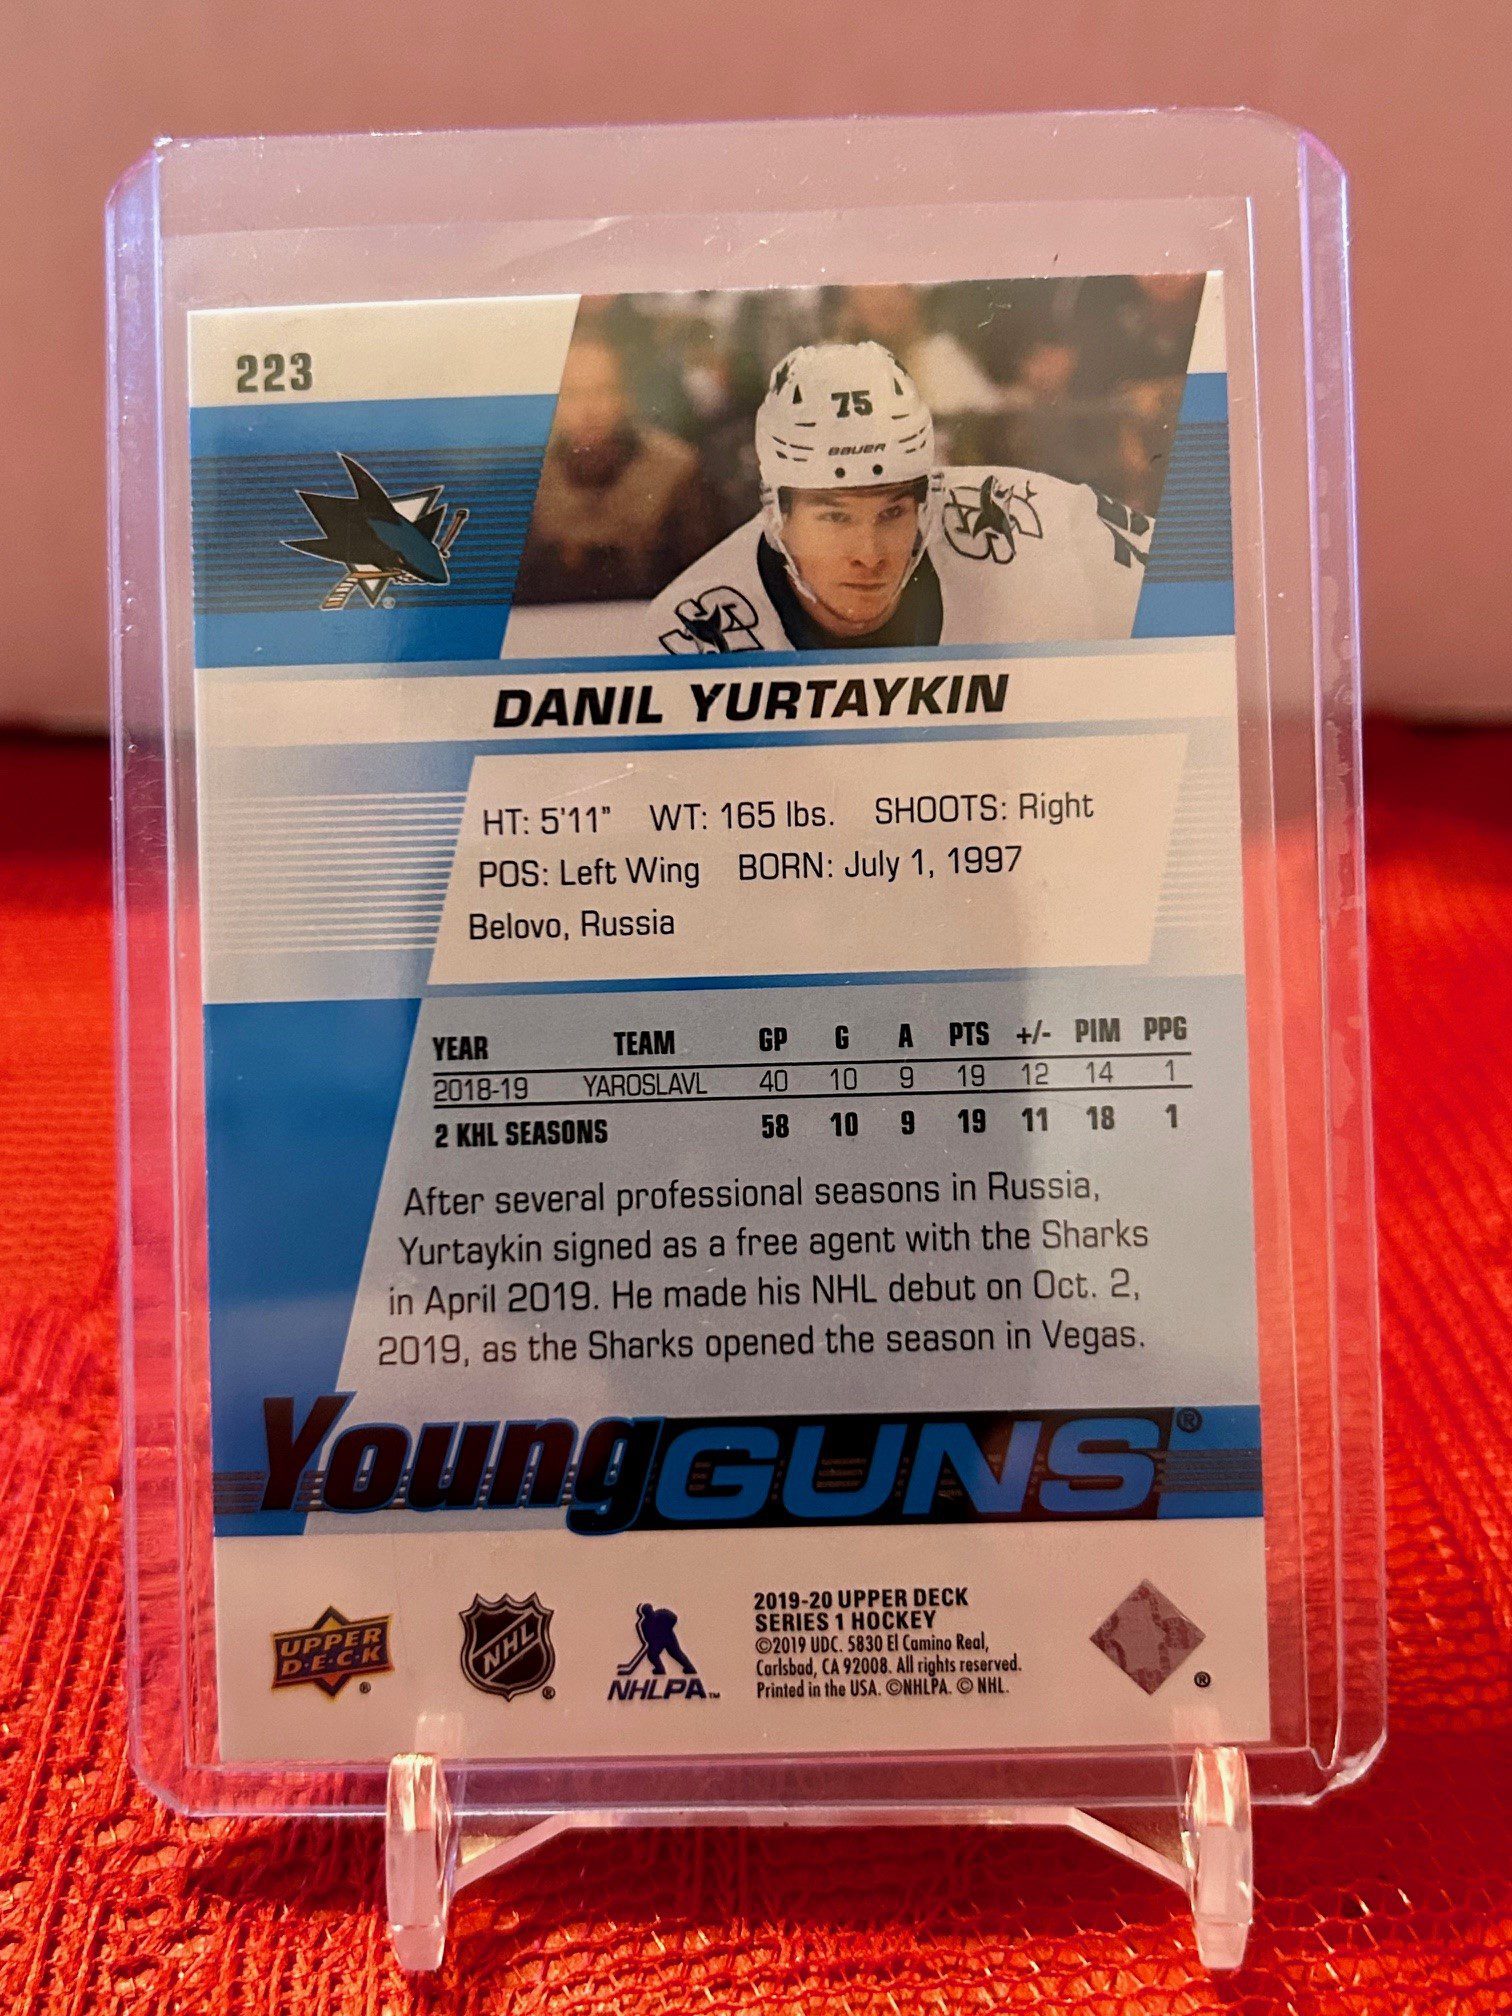 223
75
BAUER
75
DANIL YURTAYKIN
HT: 5'11" WT: 165 lbs. SHOOTS: Right
POS: Left Wing BORN: July 1, 1997
Belovo, Russia
YEAR TEAM GP G A PTS +/- PIM PPG
2018-19 YAROSLAVL 40 10 9 19 12 14 1
2 KHL SEASONS 58 10 9 19 11 18 1
After several professional seasons in Russia,
Yurtaykin signed as a free agent with the Sharks
in April 2019. He made his NHL debut on Oct. 2,
2019, as the Sharks opened the season in Vegas.
Young GUNS®
UPPER
D·E·C·K
®
NHL
®
NHLPA™
2019-20 UPPER DECK
SERIES 1 HOCKEY
©2019 UDC. 5830 El Camino Real,
Carlsbad, CA 92008. All rights reserved.
Printed in the USA. ©NHLPA. © NHL.
®